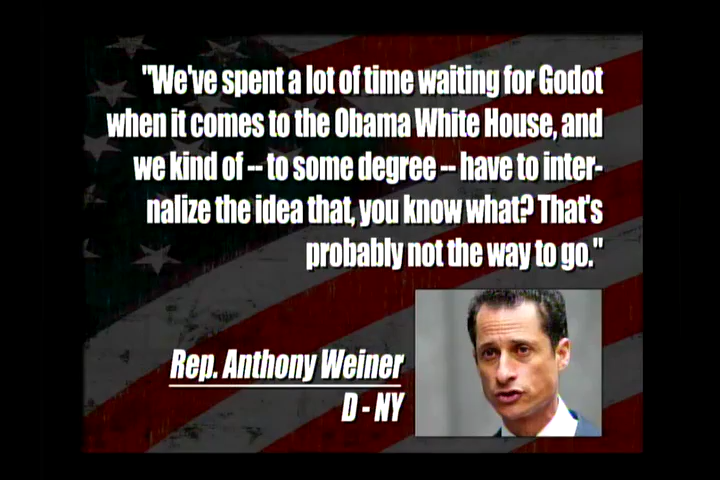 "We've spent a lot of time waiting for Godot
when it comes to the Obama White House, and
we kind of -- to some degree -- have to inter-
nalize the idea that, you know what? That's
probably not the way to go."
Rep. Anthony Weiner
D - NY